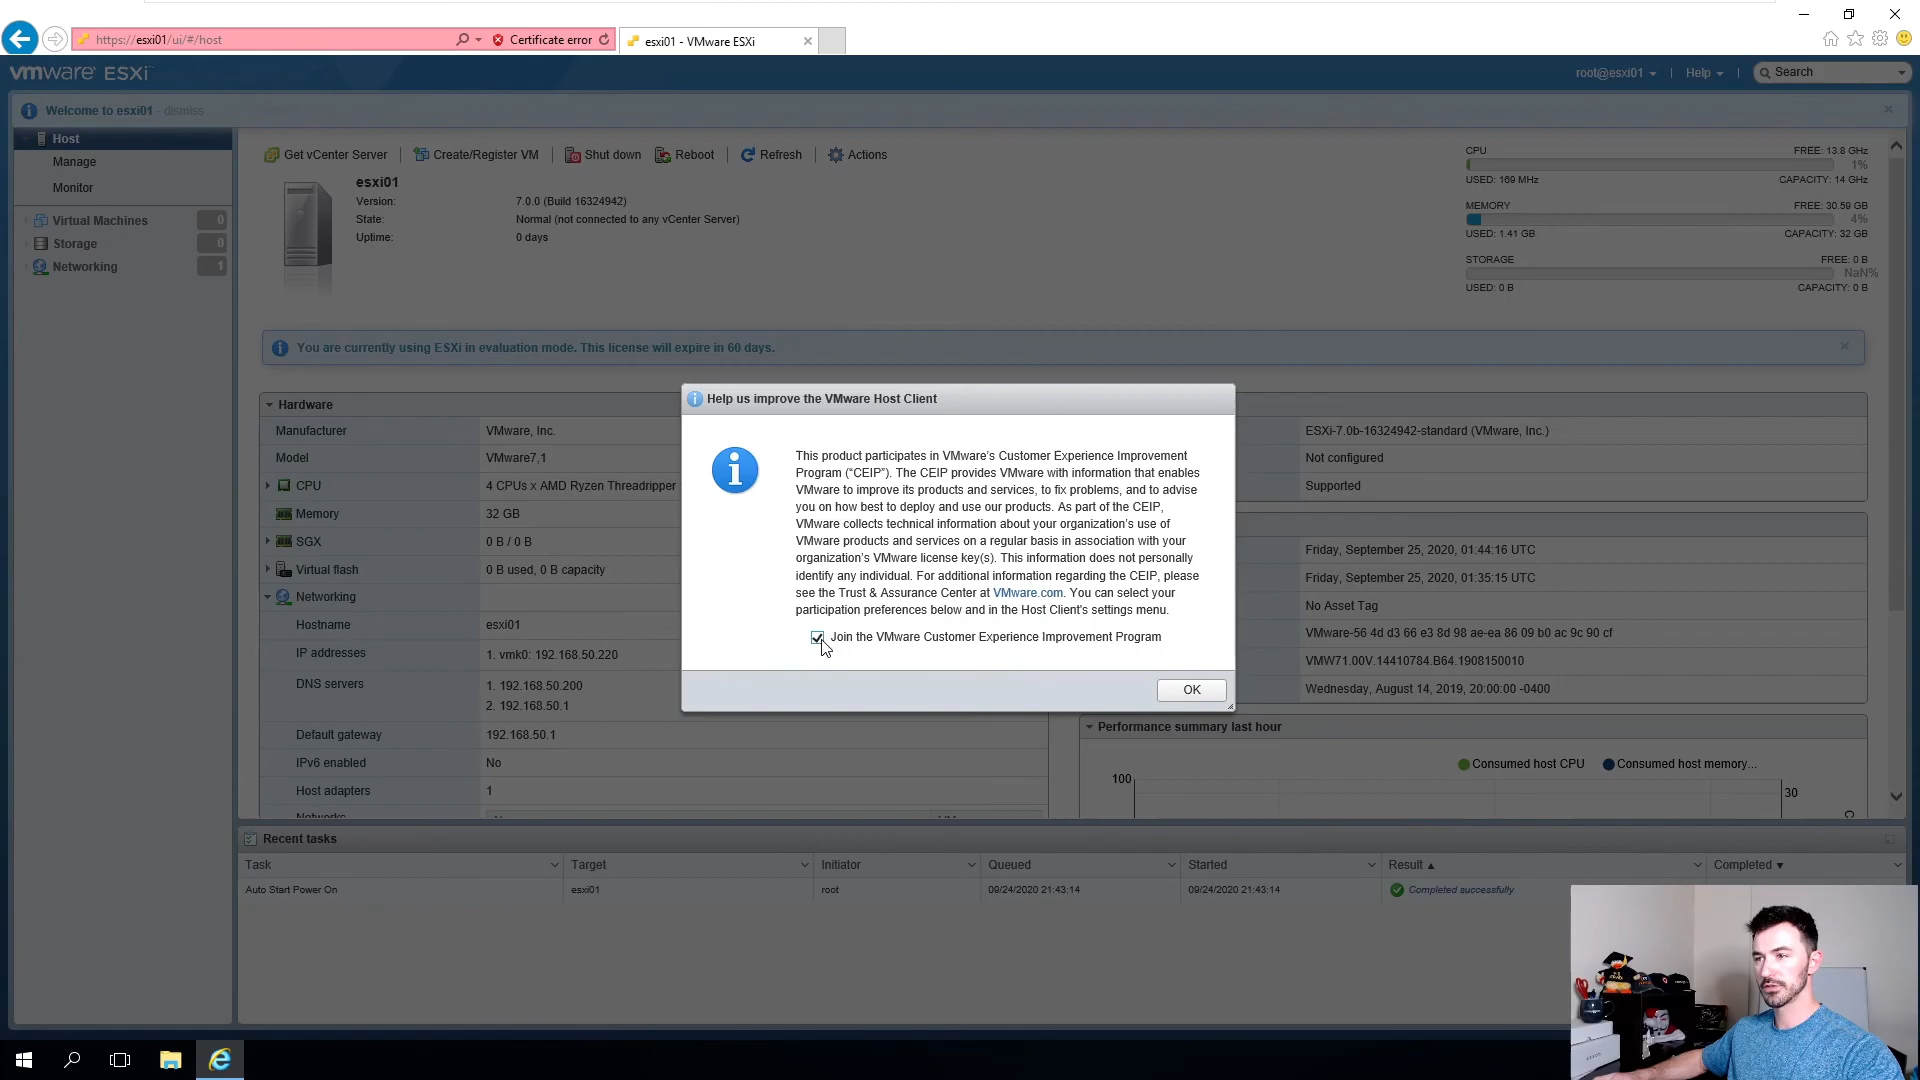 https://esxi01/ui/#/host
Certificate error
esxi01 - VMware ESXi
vmware ESXi
root@esxi01
Help
Search
Welcome to esxi01 - dismiss
Host
Manage
Monitor
Virtual Machines 0
Storage 0
Networking 1
Get vCenter Server
Create/Register VM
Shut down
Reboot
Refresh
Actions
esxi01
Version: 7.0.0 (Build 16324942)
State: Normal (not connected to any vCenter Server)
Uptime: 0 days
CPU FREE: 13.8 GHz
1%
USED: 169 MHz CAPACITY: 14 GHz
MEMORY FREE: 30.59 GB
4%
USED: 1.41 GB CAPACITY: 32 GB
STORAGE FREE: 0 B
NaN%
USED: 0 B CAPACITY: 0 B
You are currently using ESXi in evaluation mode. This license will expire in 60 days.
Hardware
Manufacturer VMware, Inc.
Model VMware7,1
CPU 4 CPUs x AMD Ryzen Threadripper
Memory 32 GB
SGX 0 B / 0 B
Virtual flash 0 B used, 0 B capacity
Networking
Hostname esxi01
IP addresses 1. vmk0: 192.168.50.220
DNS servers 1. 192.168.50.200
2. 192.168.50.1
Default gateway 192.168.50.1
IPv6 enabled No
Host adapters 1
Help us improve the VMware Host Client
This product participates in VMware's Customer Experience Improvement
Program (“CEIP”). The CEIP provides VMware with information that enables
VMware to improve its products and services, to fix problems, and to advise
you on how best to deploy and use our products. As part of the CEIP,
VMware collects technical information about your organization's use of
VMware products and services on a regular basis in association with your
organization's VMware license key(s). This information does not personally
identify any individual. For additional information regarding the CEIP, please
see the Trust & Assurance Center at VMware.com. You can select your
participation preferences below and in the Host Client's settings menu.
Join the VMware Customer Experience Improvement Program
OK
ESXi-7.0b-16324942-standard (VMware, Inc.)
Not configured
Supported
Friday, September 25, 2020, 01:44:16 UTC
Friday, September 25, 2020, 01:35:15 UTC
No Asset Tag
VMware-56 4d d3 66 e3 8d 98 ae-ea 86 09 b0 ac 9c 90 cf
VMW71.00V.14410784.B64.1908150010
Wednesday, August 14, 2019, 20:00:00 -0400
Performance summary last hour
Consumed host CPU
Consumed host memory...
100
30
Recent tasks
Task Target Initiator Queued Started Result Completed
Auto Start Power On esxi01 root 09/24/2020 21:43:14 09/24/2020 21:43:14 Completed successfully